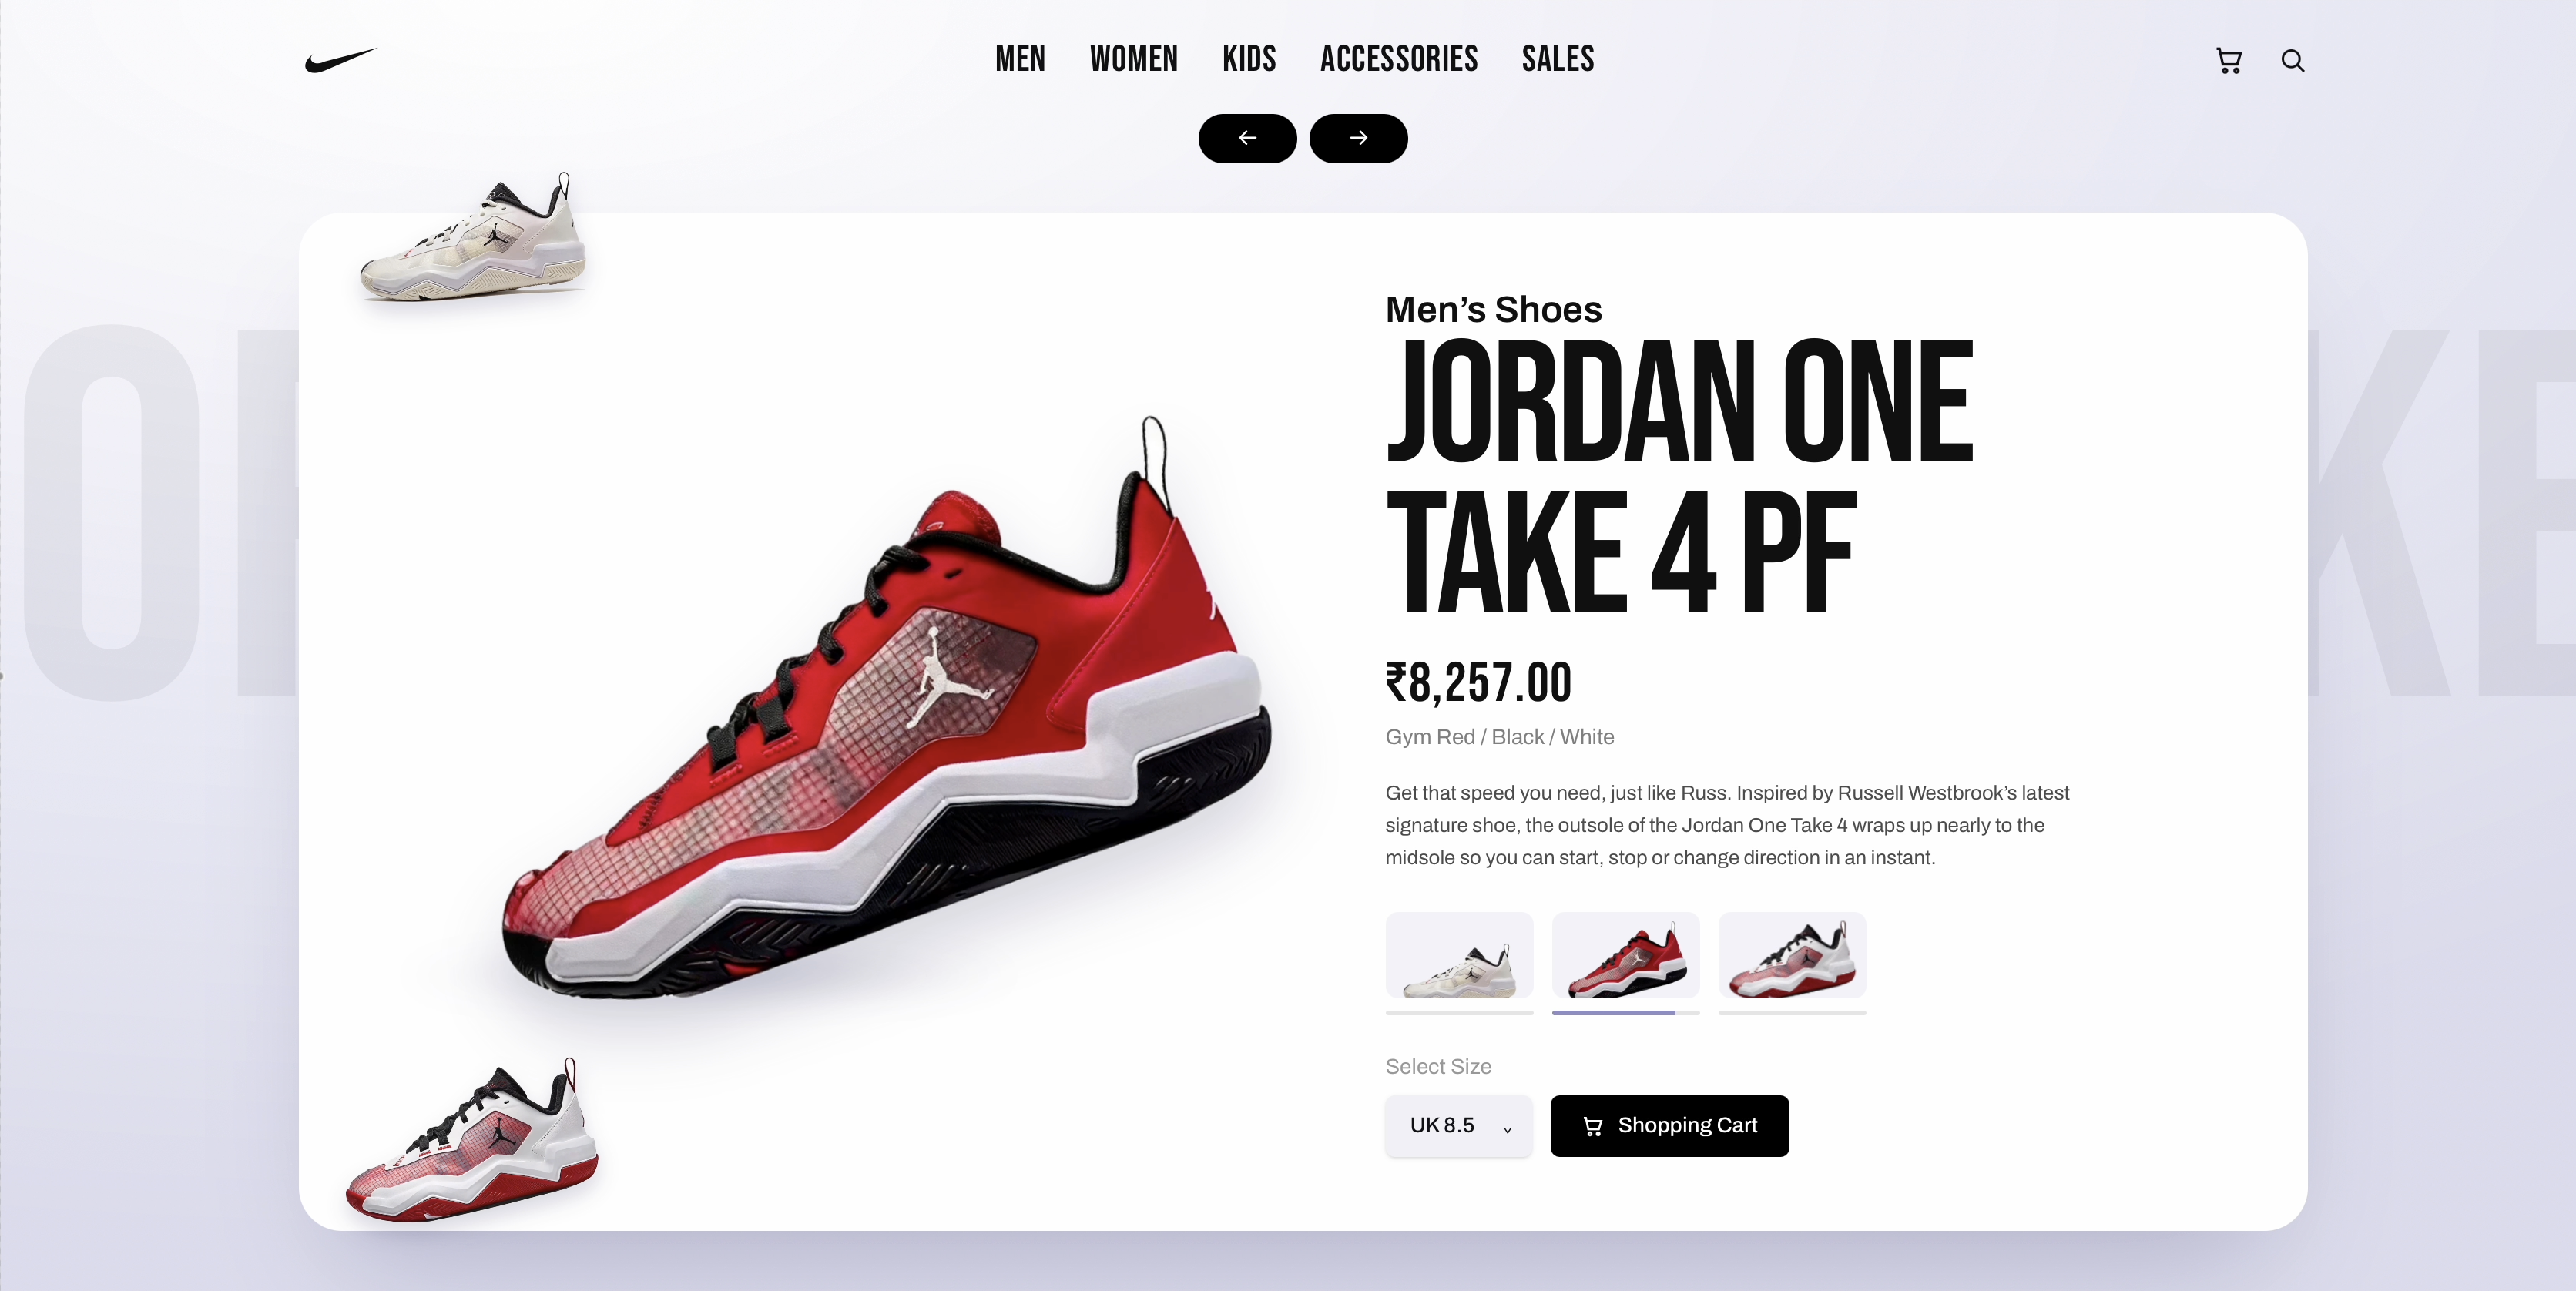 MEN WOMEN KIDS ACCESSORIES SALES
Men’s Shoes
JORDAN ONE
TAKE 4 PF
₹8,257.00
Gym Red / Black / White
Get that speed you need, just like Russ. Inspired by Russell Westbrook’s latest
signature shoe, the outsole of the Jordan One Take 4 wraps up nearly to the
midsole so you can start, stop or change direction in an instant.
Select Size
UK 8.5
Shopping Cart